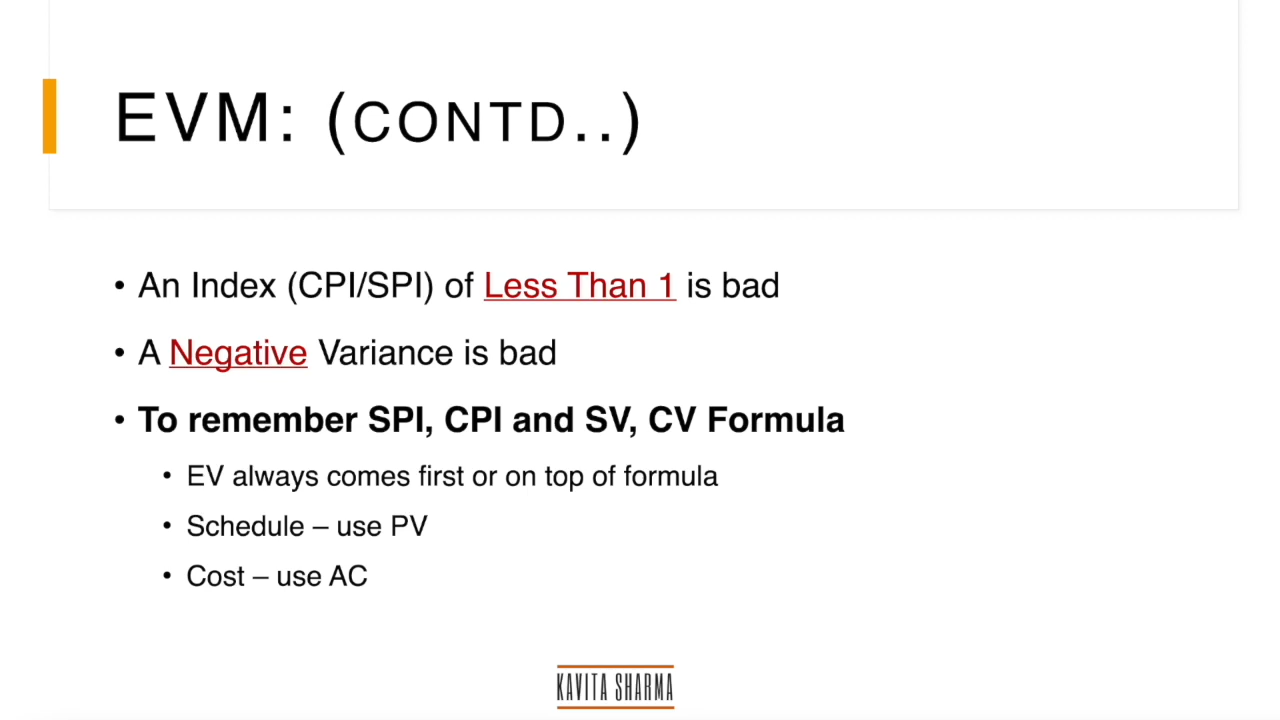 EVM: (CONTD..)
• An Index (CPI/SPI) of Less Than 1 is bad
• A Negative Variance is bad
• To remember SPI, CPI and SV, CV Formula
• EV always comes first or on top of formula
• Schedule – use PV
• Cost – use AC
KAVITA SHARMA